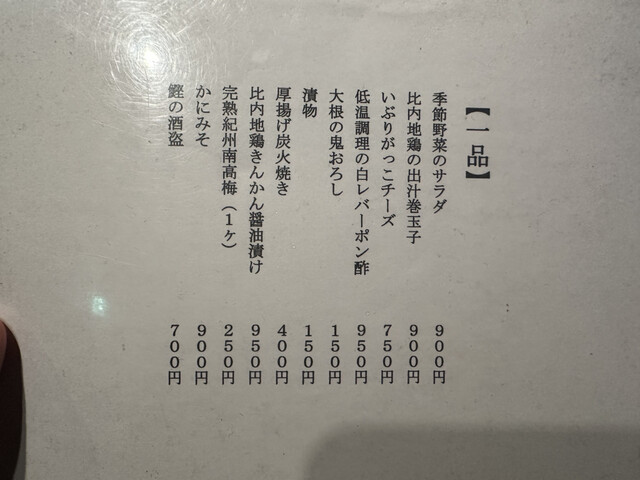 【一品】
季節野菜のサラダ　９００円
比内地鶏の出汁巻玉子　９００円
いぶりがっこチーズ　７５０円
低温調理の白レバーポン酢　９５０円
大根の鬼おろし　１５０円
漬物　１５０円
厚揚げ炭火焼き　４００円
比内地鶏きんかん醤油漬け　９５０円
完熟紀州南高梅（１ヶ）　２５０円
かにみそ　９００円
鰹の酒盗　７００円